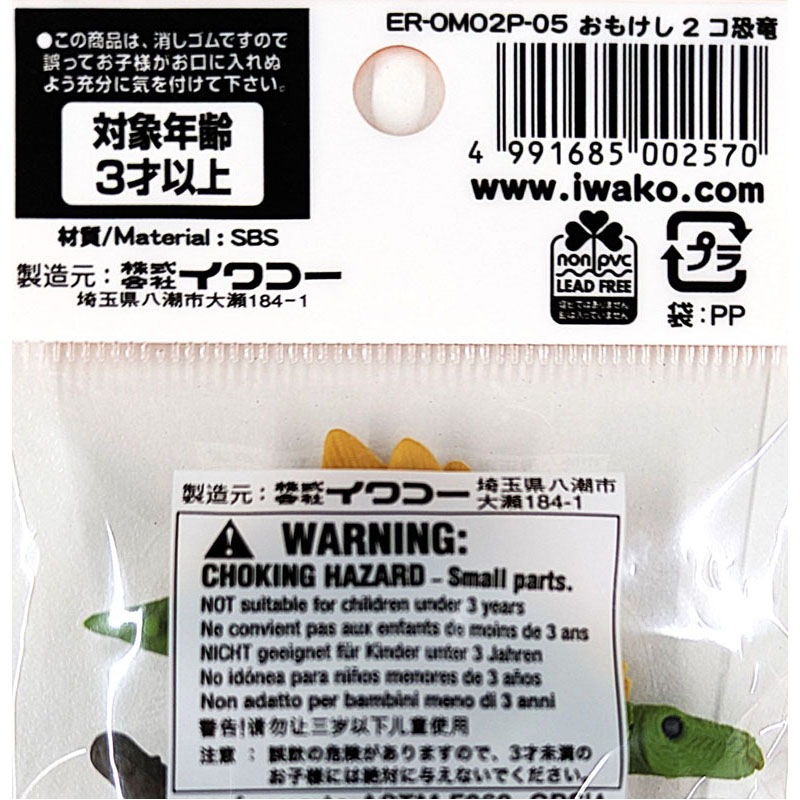 ●この商品は、消しゴムですので
誤ってお子様がお口に入れぬ
よう充分に気を付けて下さい。
対象年齢
3才以上
材質/Material : SBS
製造元 : 株式会社 イワコー
埼玉県八潮市大瀬184-1
ER-OM02P-05 おもけし 2 コ恐竜
4 991685 002570
www.iwako.com
non pvc
LEAD FREE
プラ
袋 : PP
製造元 : 株式会社 イワコー 埼玉県八潮市
大瀬184-1
WARNING:
CHOKING HAZARD – Small parts.
NOT suitable for children under 3 years
Ne convient pas aux enfants de moins de 3 ans
NICHT geeignet für Kinder unter 3 Jahren
No idónea para niños menores de 3 años
Non adatto per bambini meno di 3 anni
警告!请勿让三岁以下儿童使用
注意 : 誤飲の危険がありますので、3才未満の
お子様には絶対に与えないでください。